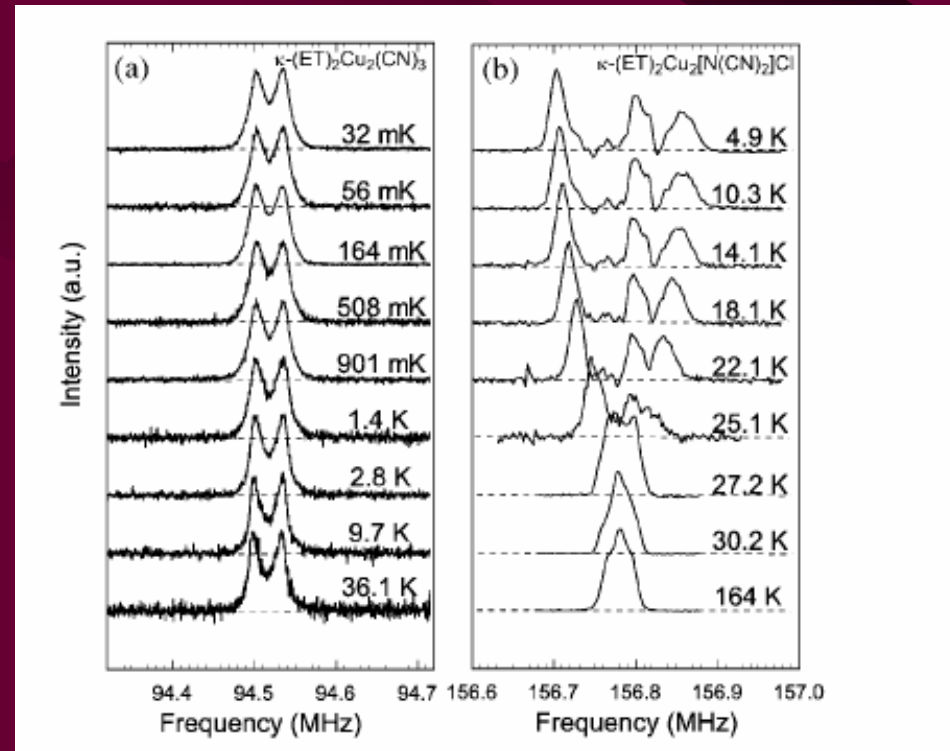 (a)
κ-(ET)₂Cu₂(CN)₃
32 mK
56 mK
164 mK
508 mK
901 mK
1.4 K
2.8 K
9.7 K
36.1 K
94.4 94.5 94.6 94.7
Frequency (MHz)
Intensity (a.u.)
(b)
κ-(ET)₂Cu₂[N(CN)₂]Cl
4.9 K
10.3 K
14.1 K
18.1 K
22.1 K
25.1 K
27.2 K
30.2 K
164 K
156.6 156.7 156.8 156.9 157.0
Frequency (MHz)